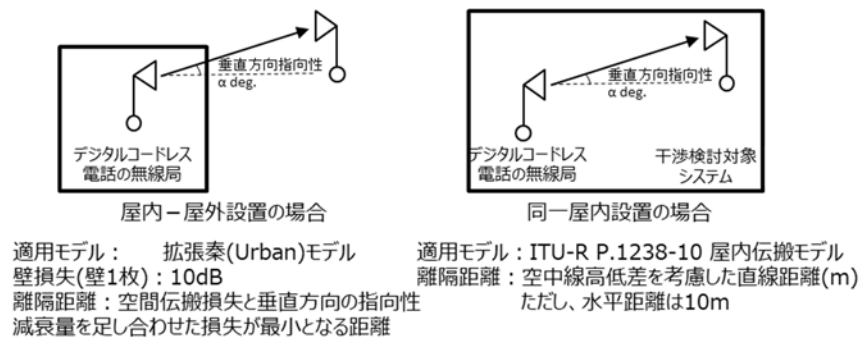 垂直方向指向性
α deg.
デジタルコードレス
電話の無線局
屋内－屋外設置の場合
適用モデル： 拡張秦(Urban)モデル
壁損失(壁1枚)：10dB
離隔距離：空間伝搬損失と垂直方向の指向性
減衰量を足し合わせた損失が最小となる距離
垂直方向指向性
α deg.
デジタルコードレス
電話の無線局
干渉検討対象
システム
同一屋内設置の場合
適用モデル：ITU-R P.1238-10 屋内伝搬モデル
離隔距離：空中線高低差を考慮した直線距離(m)
ただし、水平距離は10m